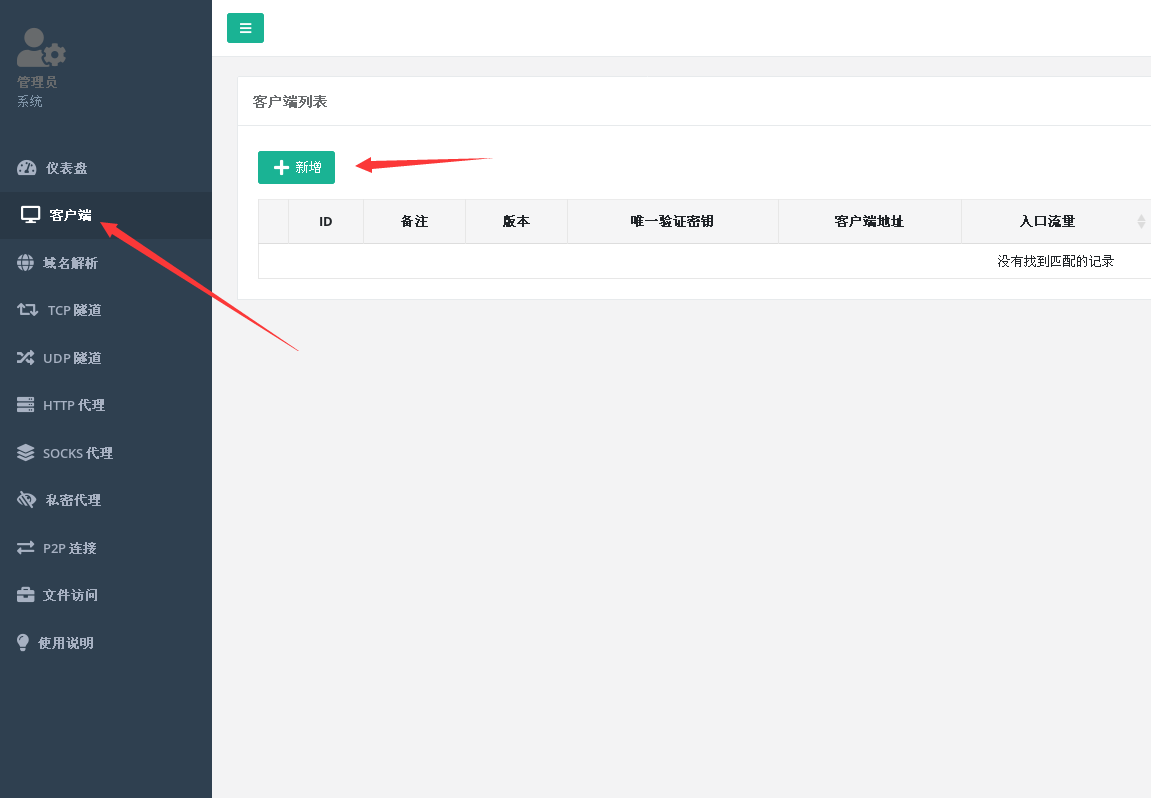 管理员
系统
仪表盘
客户端
域名解析
TCP 隧道
UDP 隧道
HTTP 代理
SOCKS 代理
私密代理
P2P 连接
文件访问
使用说明
客户端列表
新增
ID 备注 版本 唯一验证密钥 客户端地址 入口流量
没有找到匹配的记录